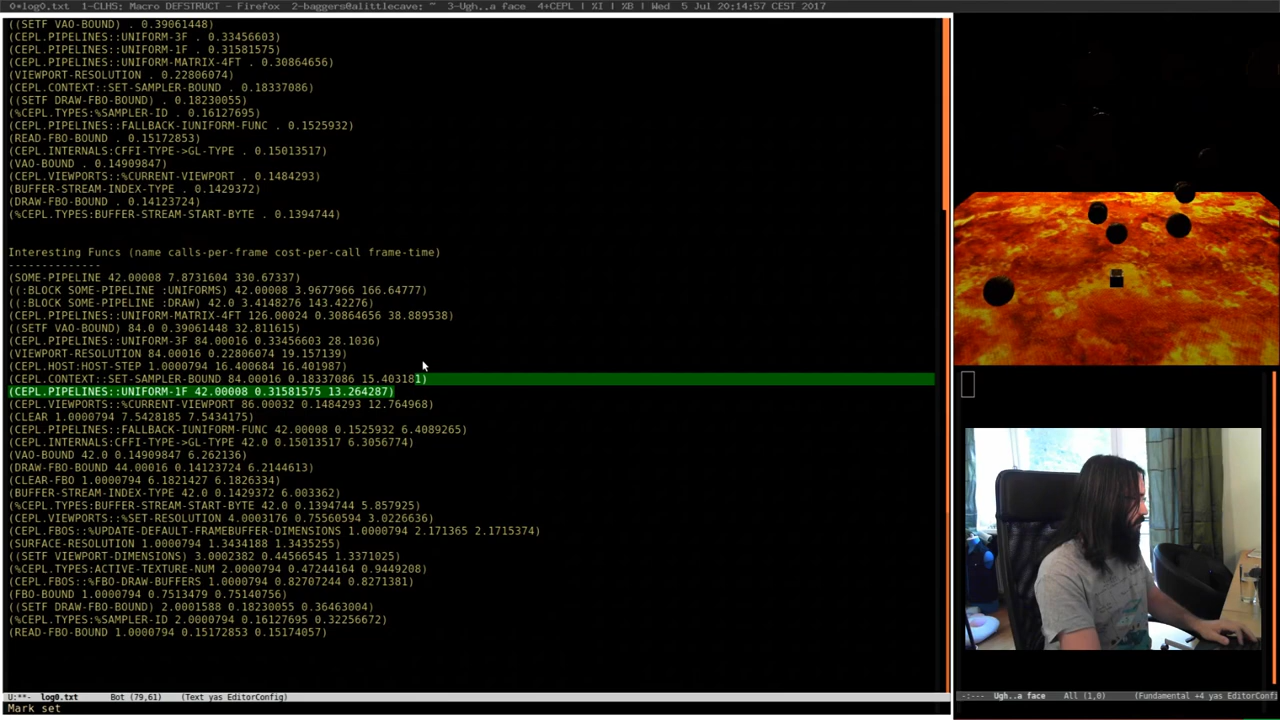 0*log0.txt  1-CLHS: Macro DEFSTRUCT - Firefox  2-baggers@alittlecave: ~  3-Ugh..a face  4+CEPL | %I | %B | Wed  5 Jul 20:14:57 CEST 2017
((SETF VAO-BOUND) . 0.39061448)
(CEPL.PIPELINES::UNIFORM-3F . 0.33456603)
(CEPL.PIPELINES::UNIFORM-1F . 0.31581575)
(CEPL.PIPELINES::UNIFORM-MATRIX-4FT . 0.30864656)
(VIEWPORT-RESOLUTION . 0.22806074)
(CEPL.CONTEXT::SET-SAMPLER-BOUND . 0.18337086)
((SETF DRAW-FBO-BOUND) . 0.18230055)
(%CEPL.TYPES:%SAMPLER-ID . 0.16127695)
(CEPL.PIPELINES::FALLBACK-IUNIFORM-FUNC . 0.1525932)
(READ-FBO-BOUND . 0.15172853)
(CEPL.INTERNALS:CFFI-TYPE->GL-TYPE . 0.15013517)
(VAO-BOUND . 0.14909847)
(CEPL.VIEWPORTS::%CURRENT-VIEWPORT . 0.1484293)
(BUFFER-STREAM-INDEX-TYPE . 0.1429372)
(DRAW-FBO-BOUND . 0.14123724)
(%CEPL.TYPES:BUFFER-STREAM-START-BYTE . 0.1394744)
Interesting Funcs (name calls-per-frame cost-per-call frame-time)
--------------
(SOME-PIPELINE 42.00008 7.8731604 330.67337)
((:BLOCK SOME-PIPELINE :UNIFORMS) 42.00008 3.9677966 166.64777)
((:BLOCK SOME-PIPELINE :DRAW) 42.0 3.4148276 143.42276)
(CEPL.PIPELINES::UNIFORM-MATRIX-4FT 126.00024 0.30864656 38.889538)
((SETF VAO-BOUND) 84.0 0.39061448 32.811615)
(CEPL.PIPELINES::UNIFORM-3F 84.00016 0.33456603 28.1036)
(VIEWPORT-RESOLUTION 84.00016 0.22806074 19.157139)
(CEPL.HOST:HOST-STEP 1.0000794 16.400684 16.401987)
(CEPL.CONTEXT::SET-SAMPLER-BOUND 84.00016 0.18337086 15.4031811)
(CEPL.PIPELINES::UNIFORM-1F 42.00008 0.31581575 13.264287)
(CEPL.VIEWPORTS::%CURRENT-VIEWPORT 86.00032 0.1484293 12.764968)
(CLEAR 1.0000794 7.5428185 7.5434175)
(CEPL.PIPELINES::FALLBACK-IUNIFORM-FUNC 42.00008 0.1525932 6.4089265)
(CEPL.INTERNALS:CFFI-TYPE->GL-TYPE 42.0 0.15013517 6.3056774)
(VAO-BOUND 42.0 0.14909847 6.262136)
(DRAW-FBO-BOUND 44.00016 0.14123724 6.2144613)
(CLEAR-FBO 1.0000794 6.1821427 6.1826334)
(BUFFER-STREAM-INDEX-TYPE 42.0 0.1429372 6.003362)
(%CEPL.TYPES:BUFFER-STREAM-START-BYTE 42.0 0.1394744 5.857925)
(CEPL.VIEWPORTS::%SET-RESOLUTION 4.0003176 0.75560594 3.0226636)
(CEPL.FBOS::%UPDATE-DEFAULT-FRAMEBUFFER-DIMENSIONS 1.0000794 2.171365 2.1715374)
(SURFACE-RESOLUTION 1.0000794 1.3434188 1.3435255)
((SETF VIEWPORT-DIMENSIONS) 3.0002382 0.44566545 1.3371025)
(%CEPL.TYPES:ACTIVE-TEXTURE-NUM 2.0000794 0.47244164 0.9449208)
(CEPL.FBOS::%FBO-DRAW-BUFFERS 1.0000794 0.82707244 0.8271381)
(FBO-BOUND 1.0000794 0.7513479 0.75140756)
((SETF DRAW-FBO-BOUND) 2.0001588 0.18230055 0.36463004)
(%CEPL.TYPES:%SAMPLER-ID 2.0000794 0.16127695 0.32256672)
(READ-FBO-BOUND 1.0000794 0.15172853 0.15174057)
U:**-  log0.txt  Bot (79,61)  (Text yas EditorConfig)
Mark set
-:---  Ugh..a face  All (1,0)  (Fundamental +4 yas EditorConfi